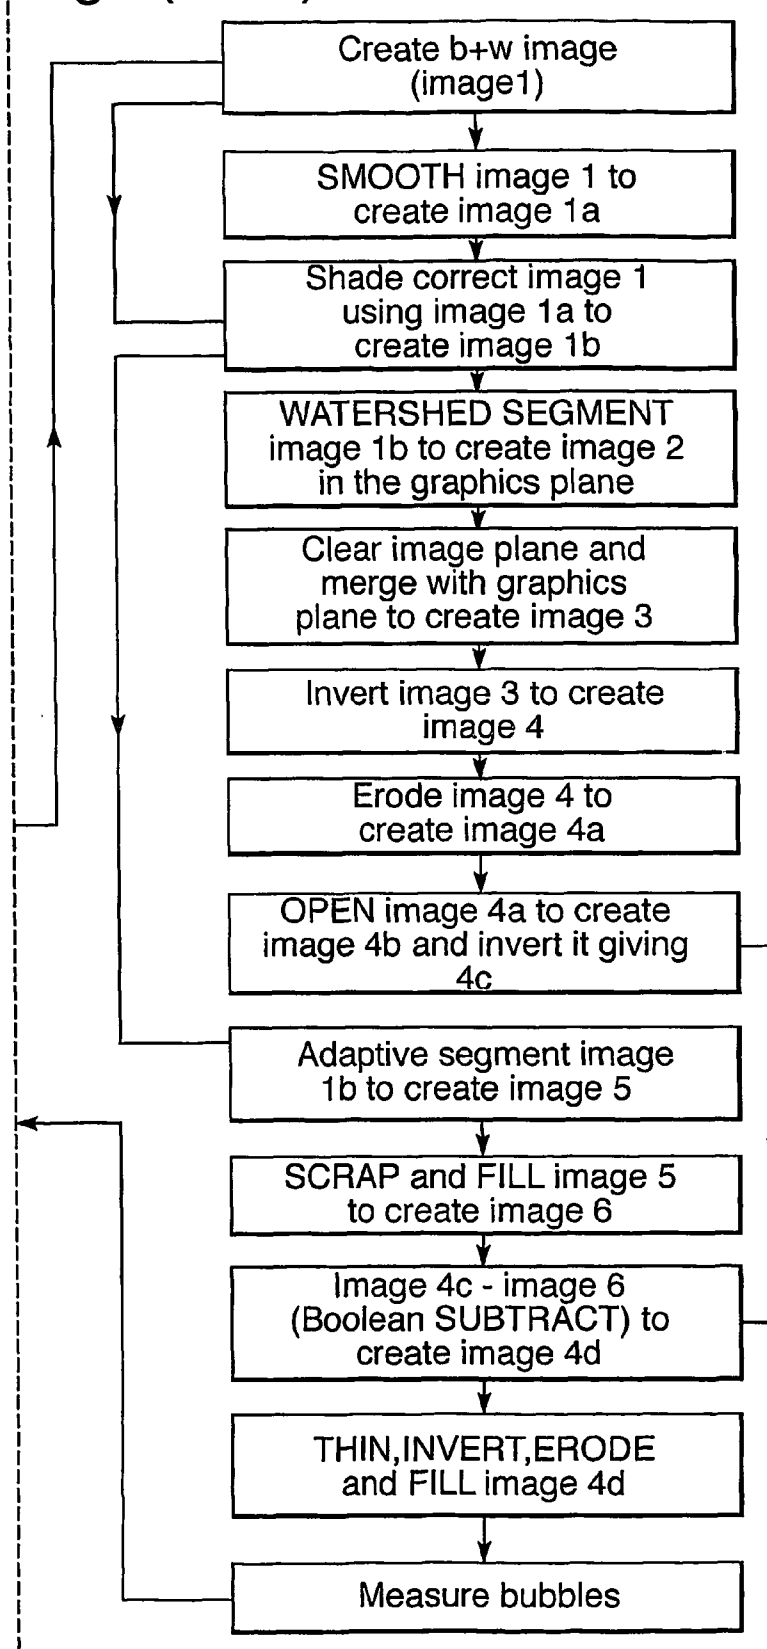 Create b+w image
(image1)
SMOOTH image 1 to
create image 1a
Shade correct image 1
using image 1a to
create image 1b
WATERSHED SEGMENT
image 1b to create image 2
in the graphics plane
Clear image plane and
merge with graphics
plane to create image 3
Invert image 3 to create
image 4
Erode image 4 to
create image 4a
OPEN image 4a to create
image 4b and invert it giving
4c
Adaptive segment image
1b to create image 5
SCRAP and FILL image 5
to create image 6
Image 4c - image 6
(Boolean SUBTRACT) to
create image 4d
THIN,INVERT,ERODE
and FILL image 4d
Measure bubbles